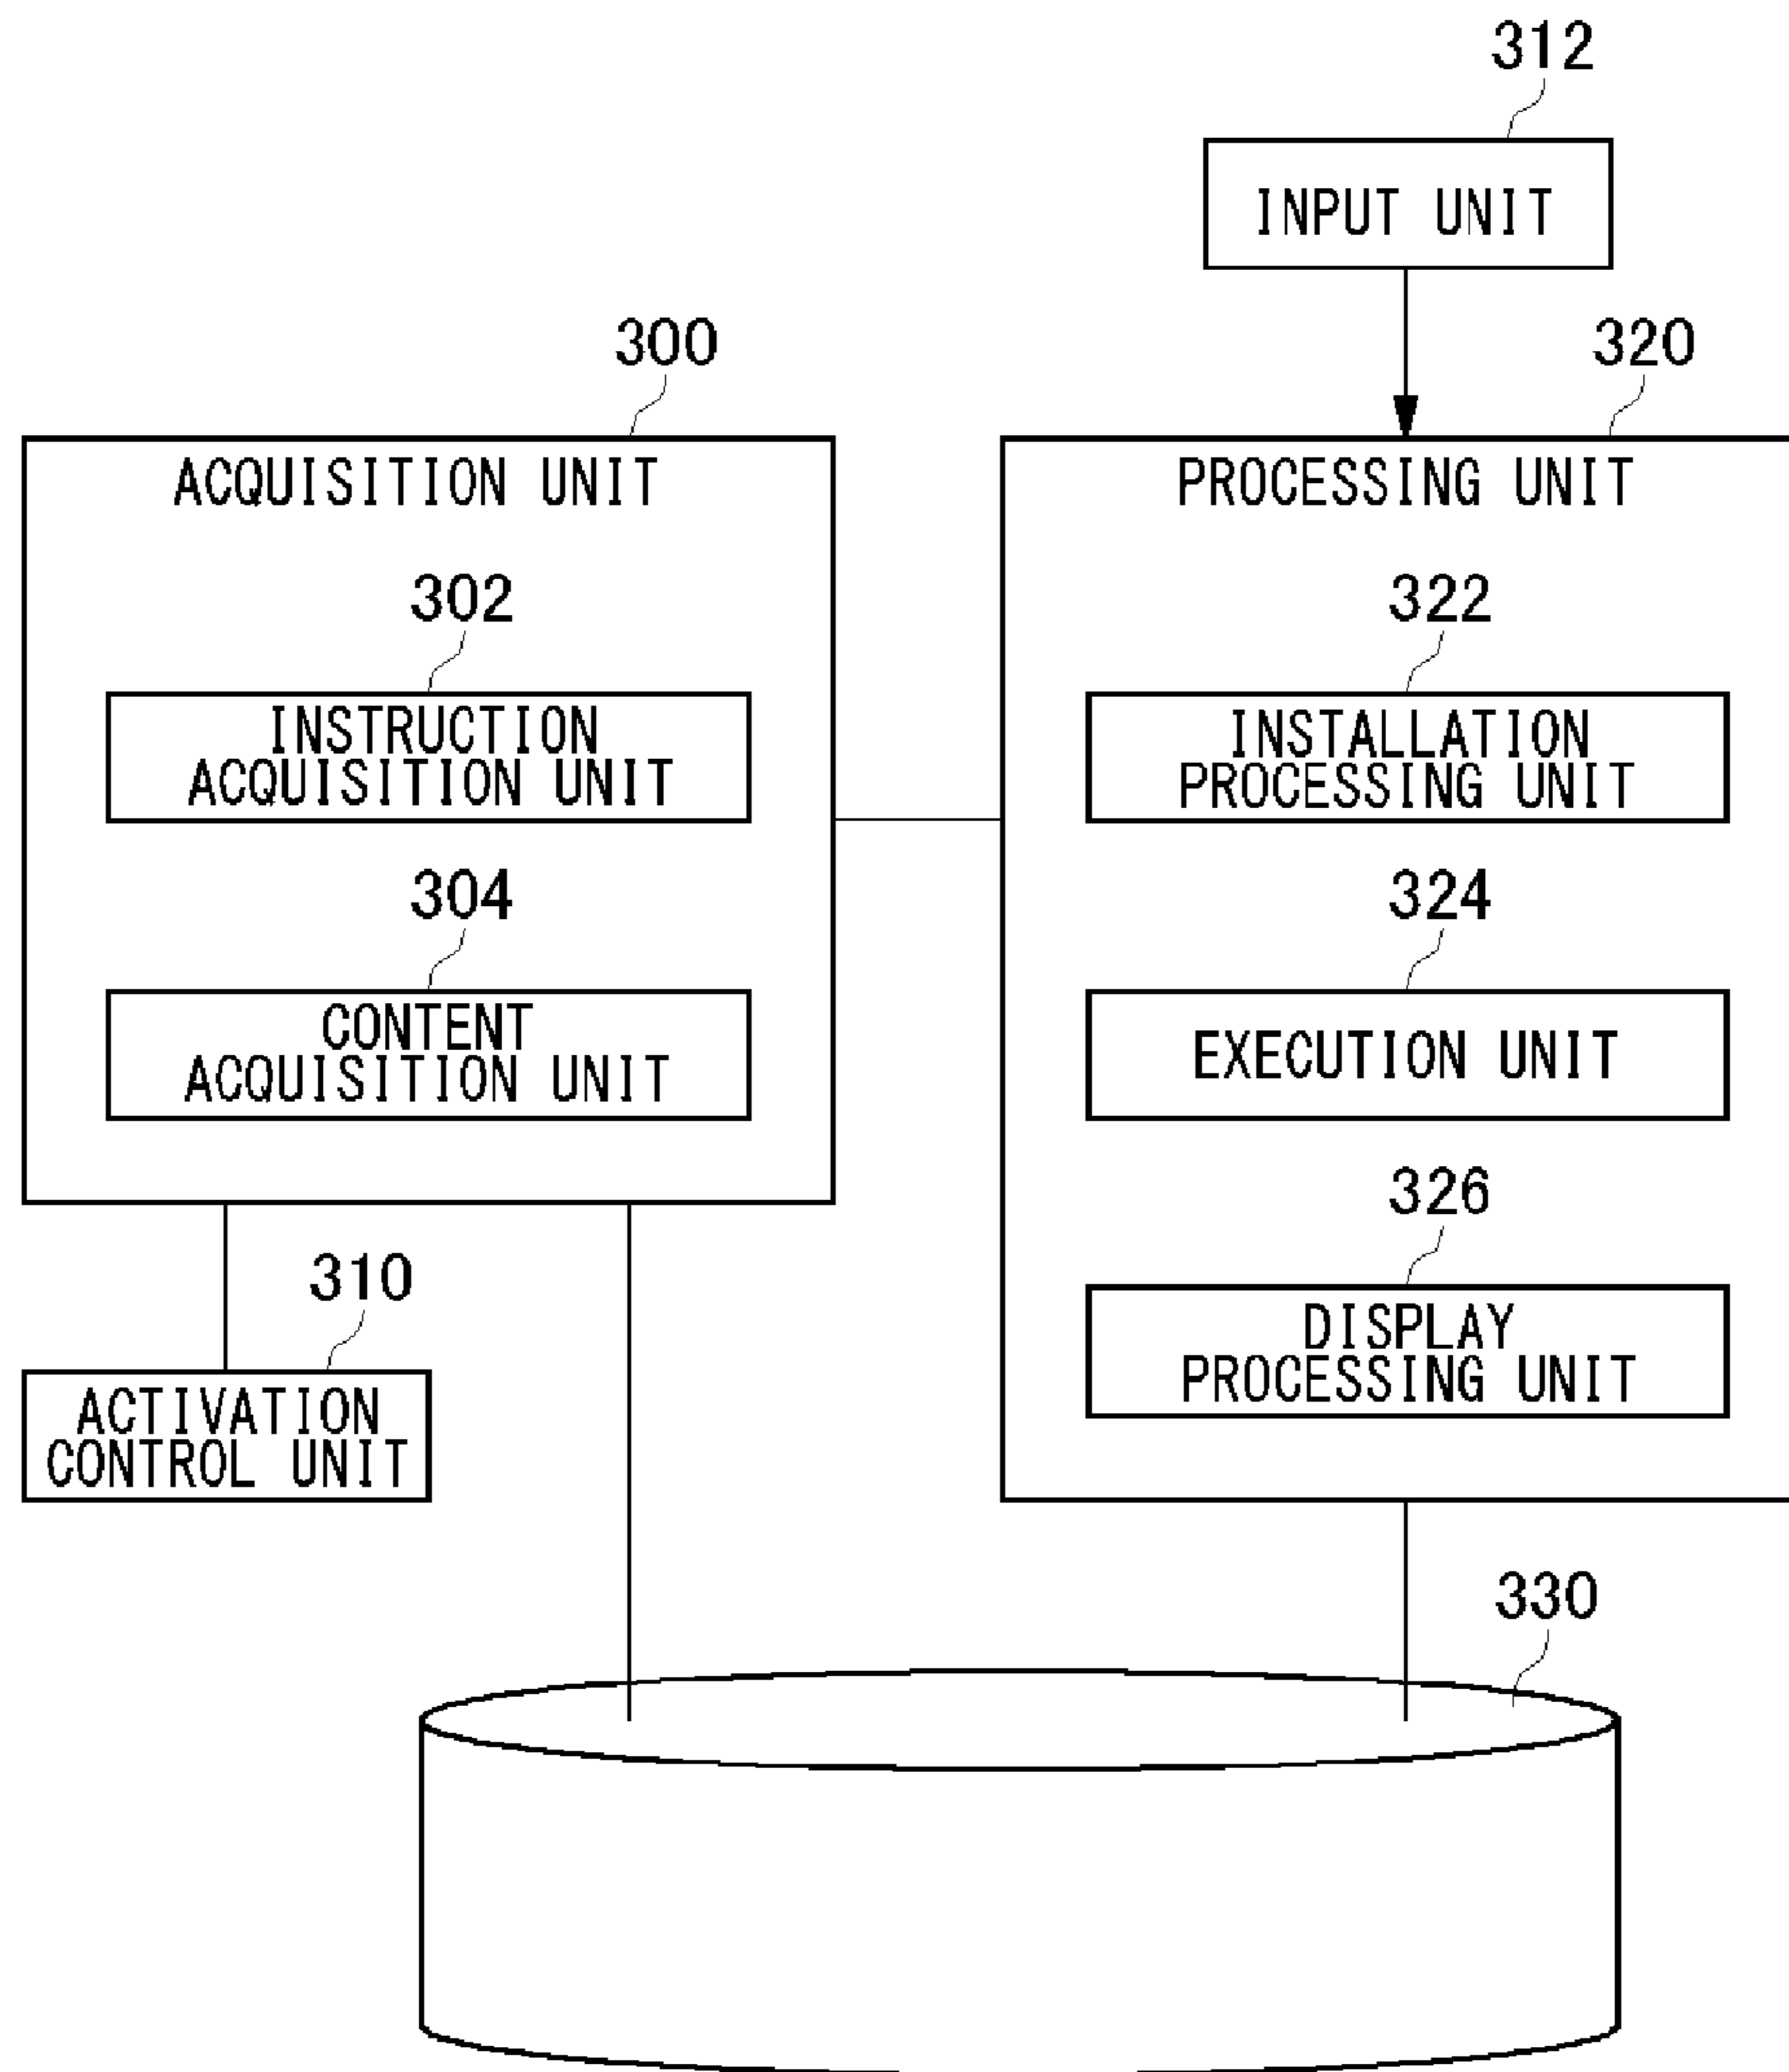 312
INPUT UNIT
300
320
ACQUISITION UNIT
PROCESSING UNIT
302
322
INSTRUCTION
ACQUISITION UNIT
INSTALLATION
PROCESSING UNIT
304
324
CONTENT
ACQUISITION UNIT
EXECUTION UNIT
326
DISPLAY
PROCESSING UNIT
310
ACTIVATION
CONTROL UNIT
330